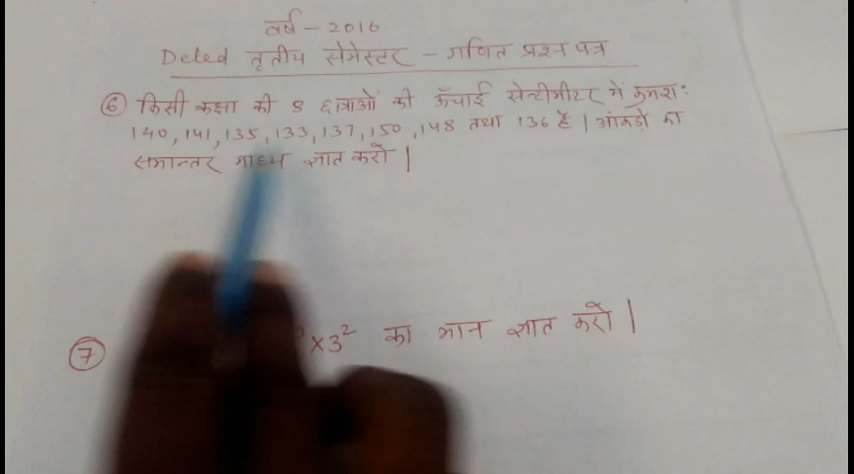 वर्ष - 2016
Deled तृतीय सेमेस्टर - गणित प्रश्न पत्र
⑥ किसी कक्षा की 8 छात्राओं की ऊँचाई सेन्टीमीटर में क्रमशः
140, 141, 135, 133, 137, 150, 148 तथा 136 है | आंकड़ो का
समान्तर माध्य ज्ञात करो |
⑦ ×3² का मान ज्ञात करो |